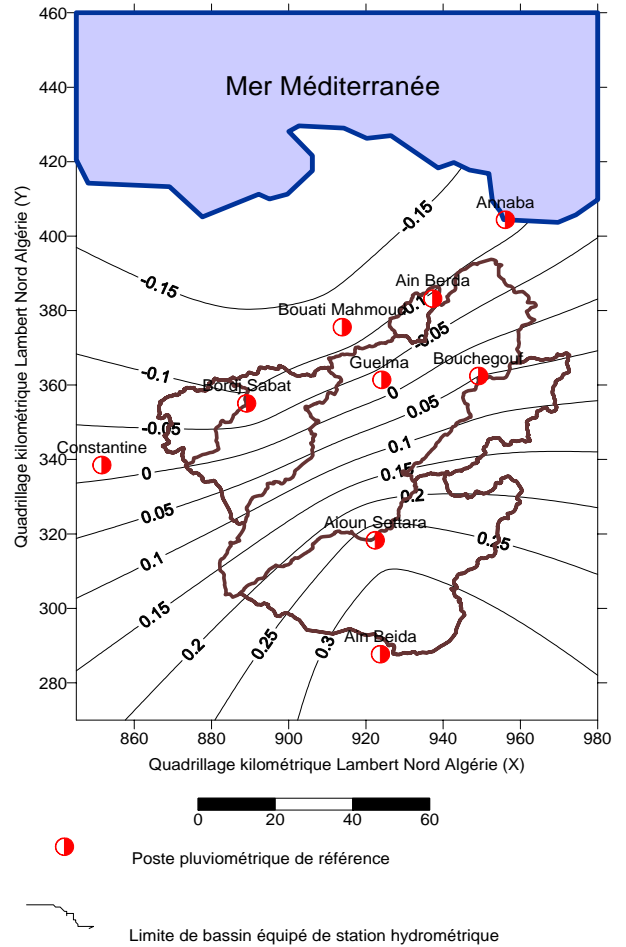 460
440
420
400
380
360
340
320
300
280
Quadrillage kilométrique Lambert Nord Algérie (Y)
Mer Méditerranée
Annaba
-0.15
Ain Berda
-0.15
-0.1
Bouati Mahmoud
-0.05
Guelma
Bouchegouf
-0.1
Bordj Sabat
0
0.05
-0.05
Constantine
0.1
0
0.15
0.05
0.2
Aioun Settara
0.25
0.1
0.15
Ain Beida
0.2
0.25
0.3
860
880
900
920
940
960
980
Quadrillage kilométrique Lambert Nord Algérie (X)
0
20
40
60
Poste pluviométrique de référence
Limite de bassin équipé de station hydrométrique